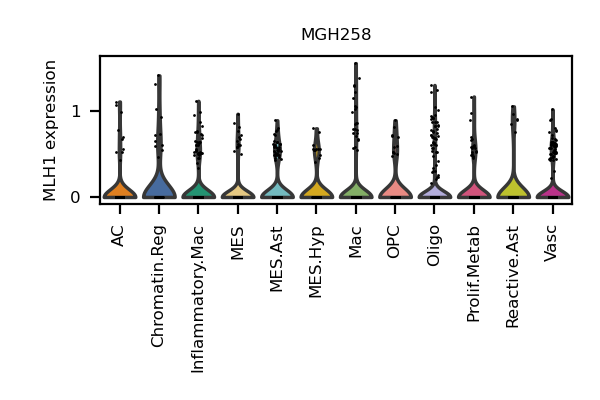 MGH258
MLH1 expression
1
0
AC
Chromatin.Reg
Inflammatory.Mac
MES
MES.Ast
MES.Hyp
Mac
OPC
Oligo
Prolif.Metab
Reactive.Ast
Vasc